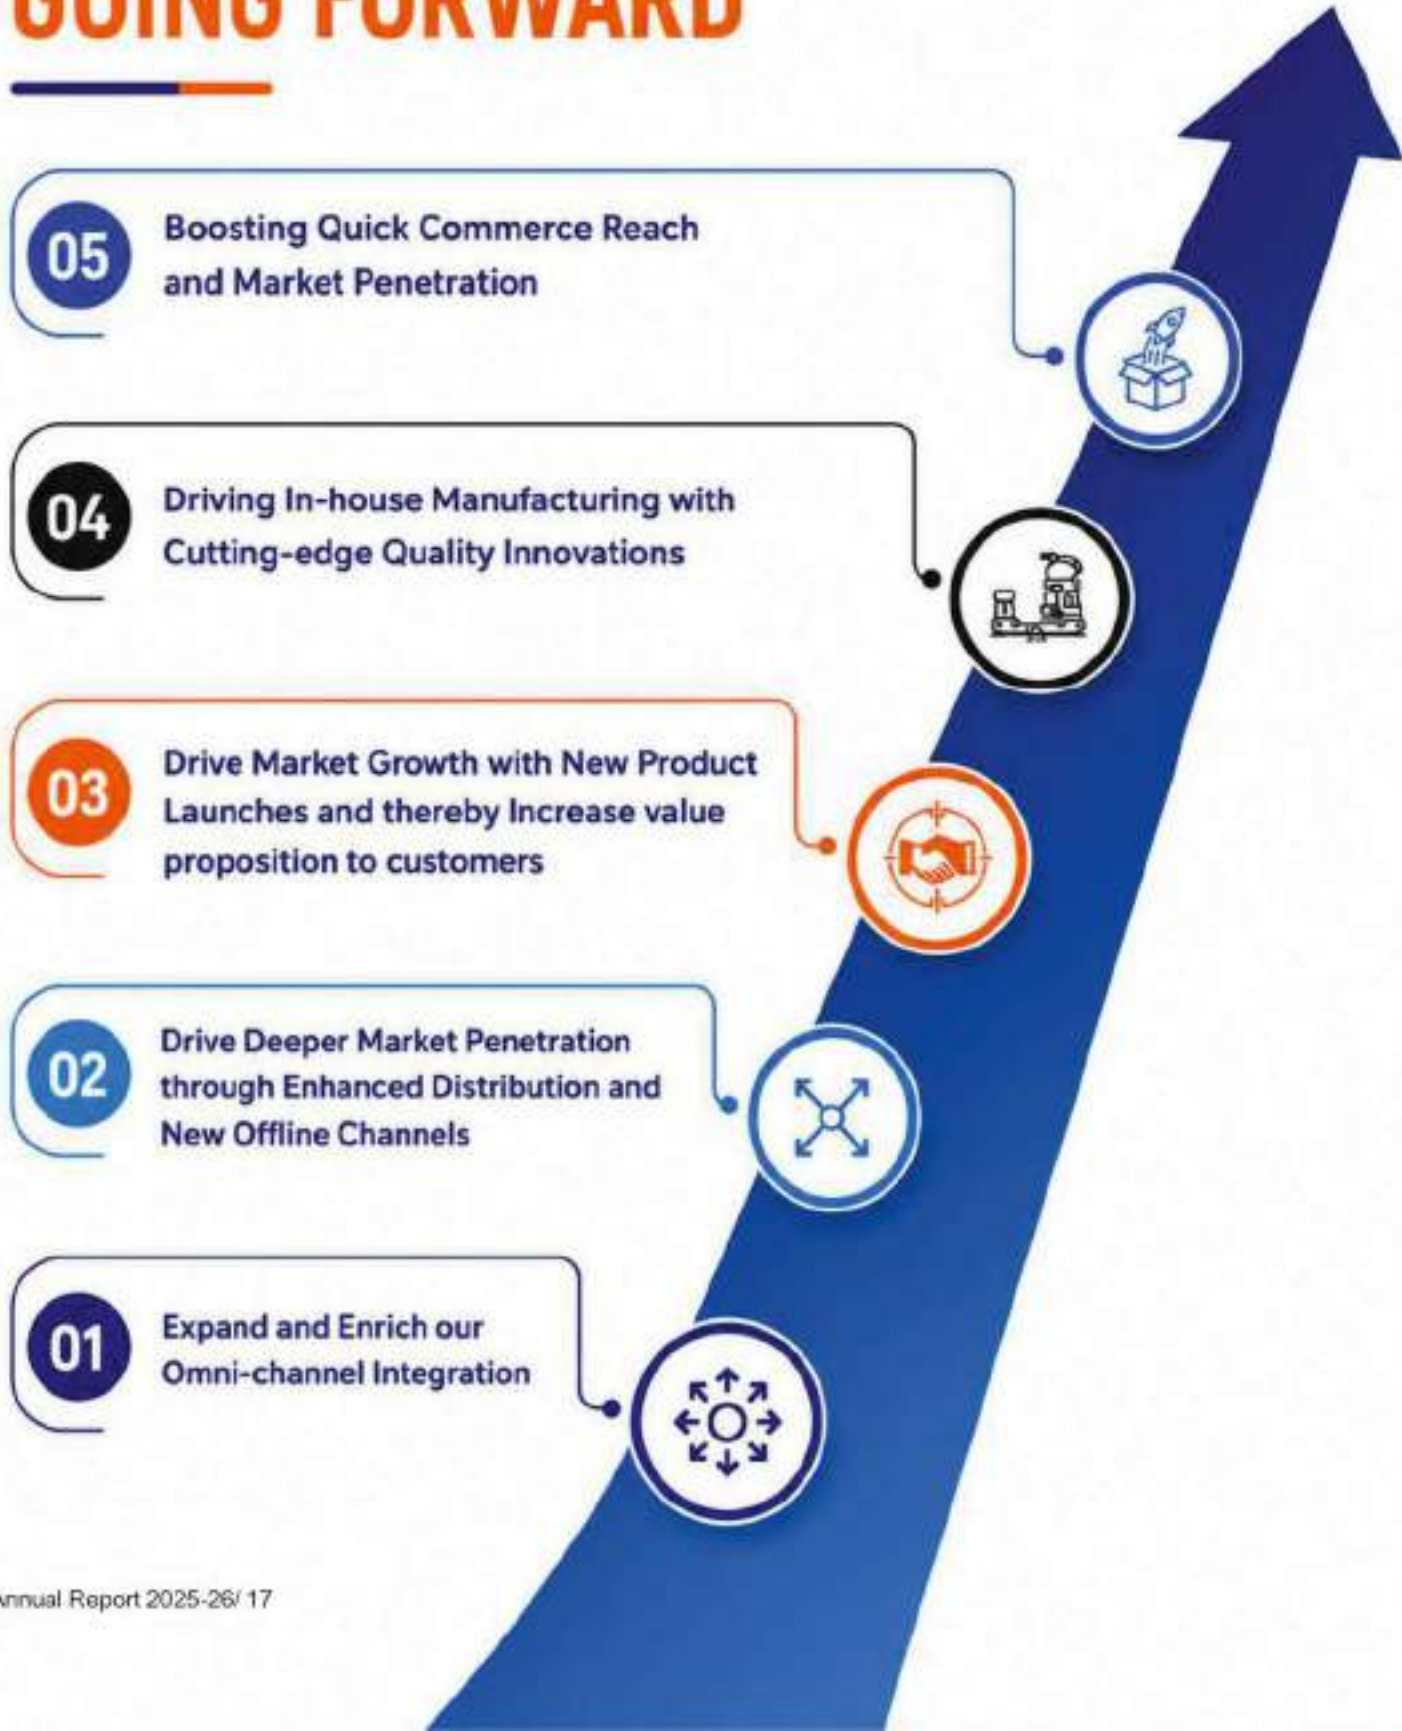 GOING FORWARD
05
Boosting Quick Commerce Reach
and Market Penetration
04
Driving In-house Manufacturing with
Cutting-edge Quality Innovations
03
Drive Market Growth with New Product
Launches and thereby Increase value
proposition to customers
02
Drive Deeper Market Penetration
through Enhanced Distribution and
New Offline Channels
01
Expand and Enrich our
Omni-channel Integration
Annual Report 2025-26/ 17